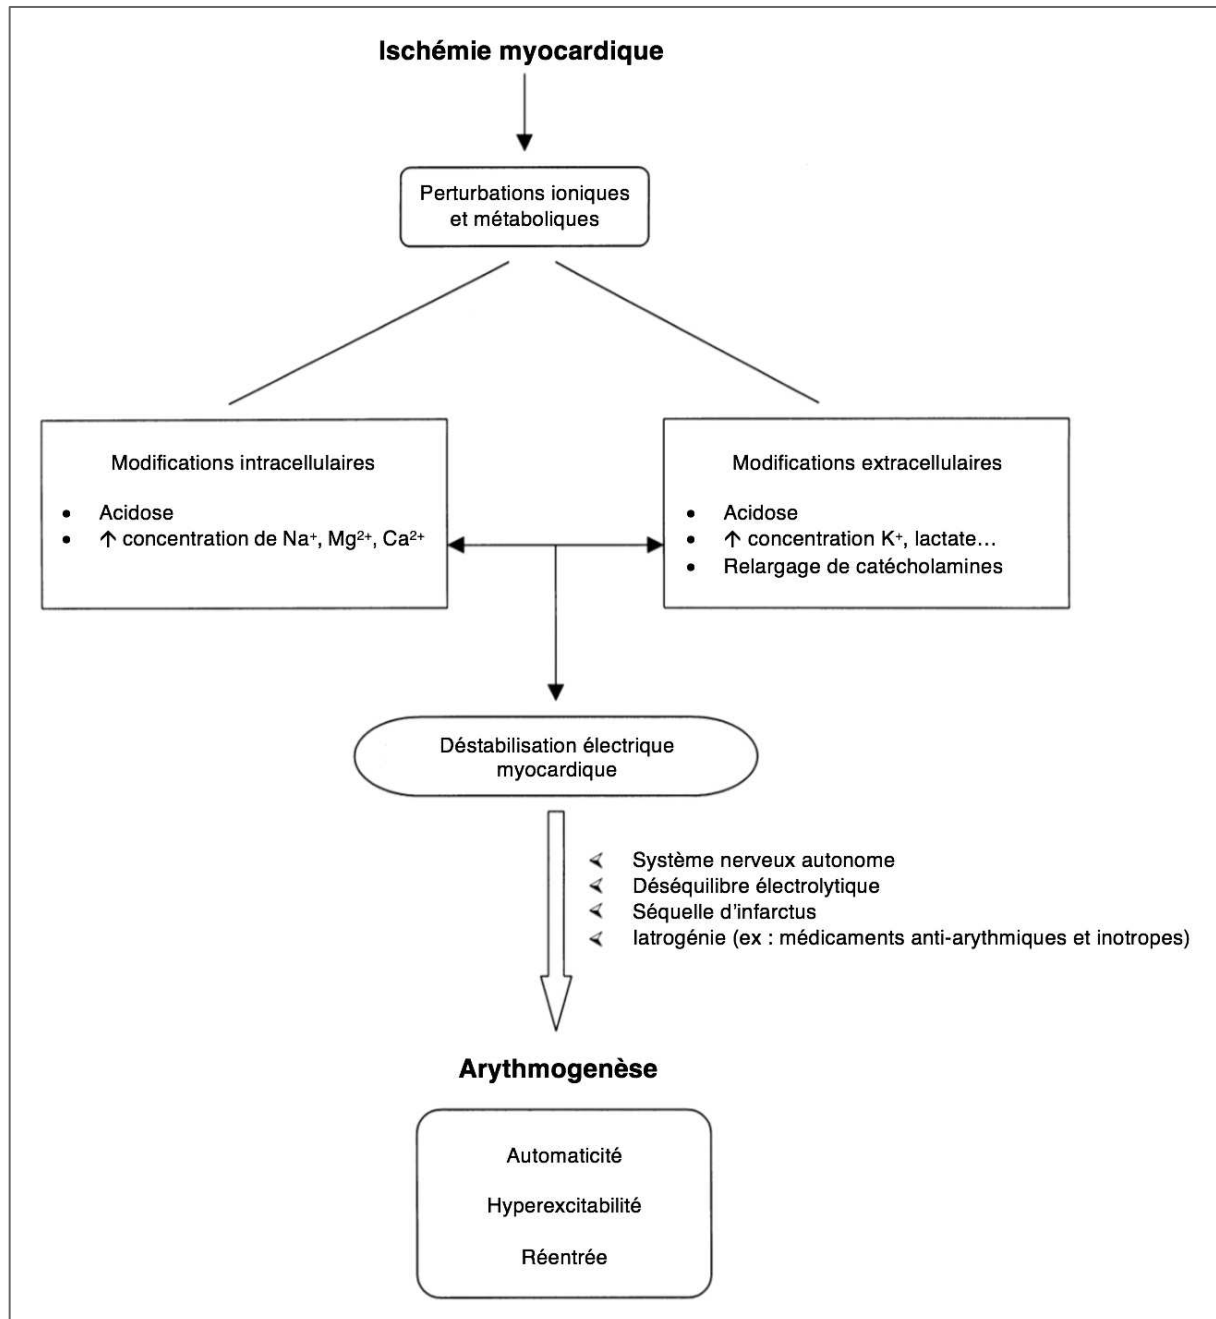 Ischémie myocardique
Perturbations ioniques
et métaboliques
Modifications intracellulaires
• Acidose
• ↑ concentration de Na⁺, Mg²⁺, Ca²⁺
Modifications extracellulaires
• Acidose
• ↑ concentration K⁺, lactate…
• Relargage de catécholamines
Déstabilisation électrique
myocardique
Système nerveux autonome
Déséquilibre électrolytique
Séquelle d’infarctus
Iatrogénie (ex : médicaments anti-arythmiques et inotropes)
Arythmogenèse
Automaticité
Hyperexcitabilité
Réentrée